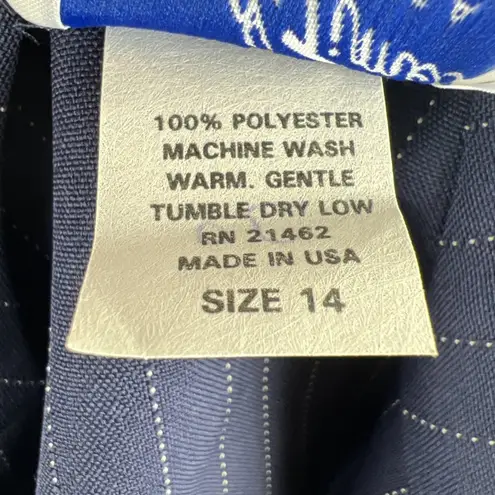 100% POLYESTER
MACHINE WASH
WARM. GENTLE
TUMBLE DRY LOW
RN 21462
MADE IN USA
SIZE 14